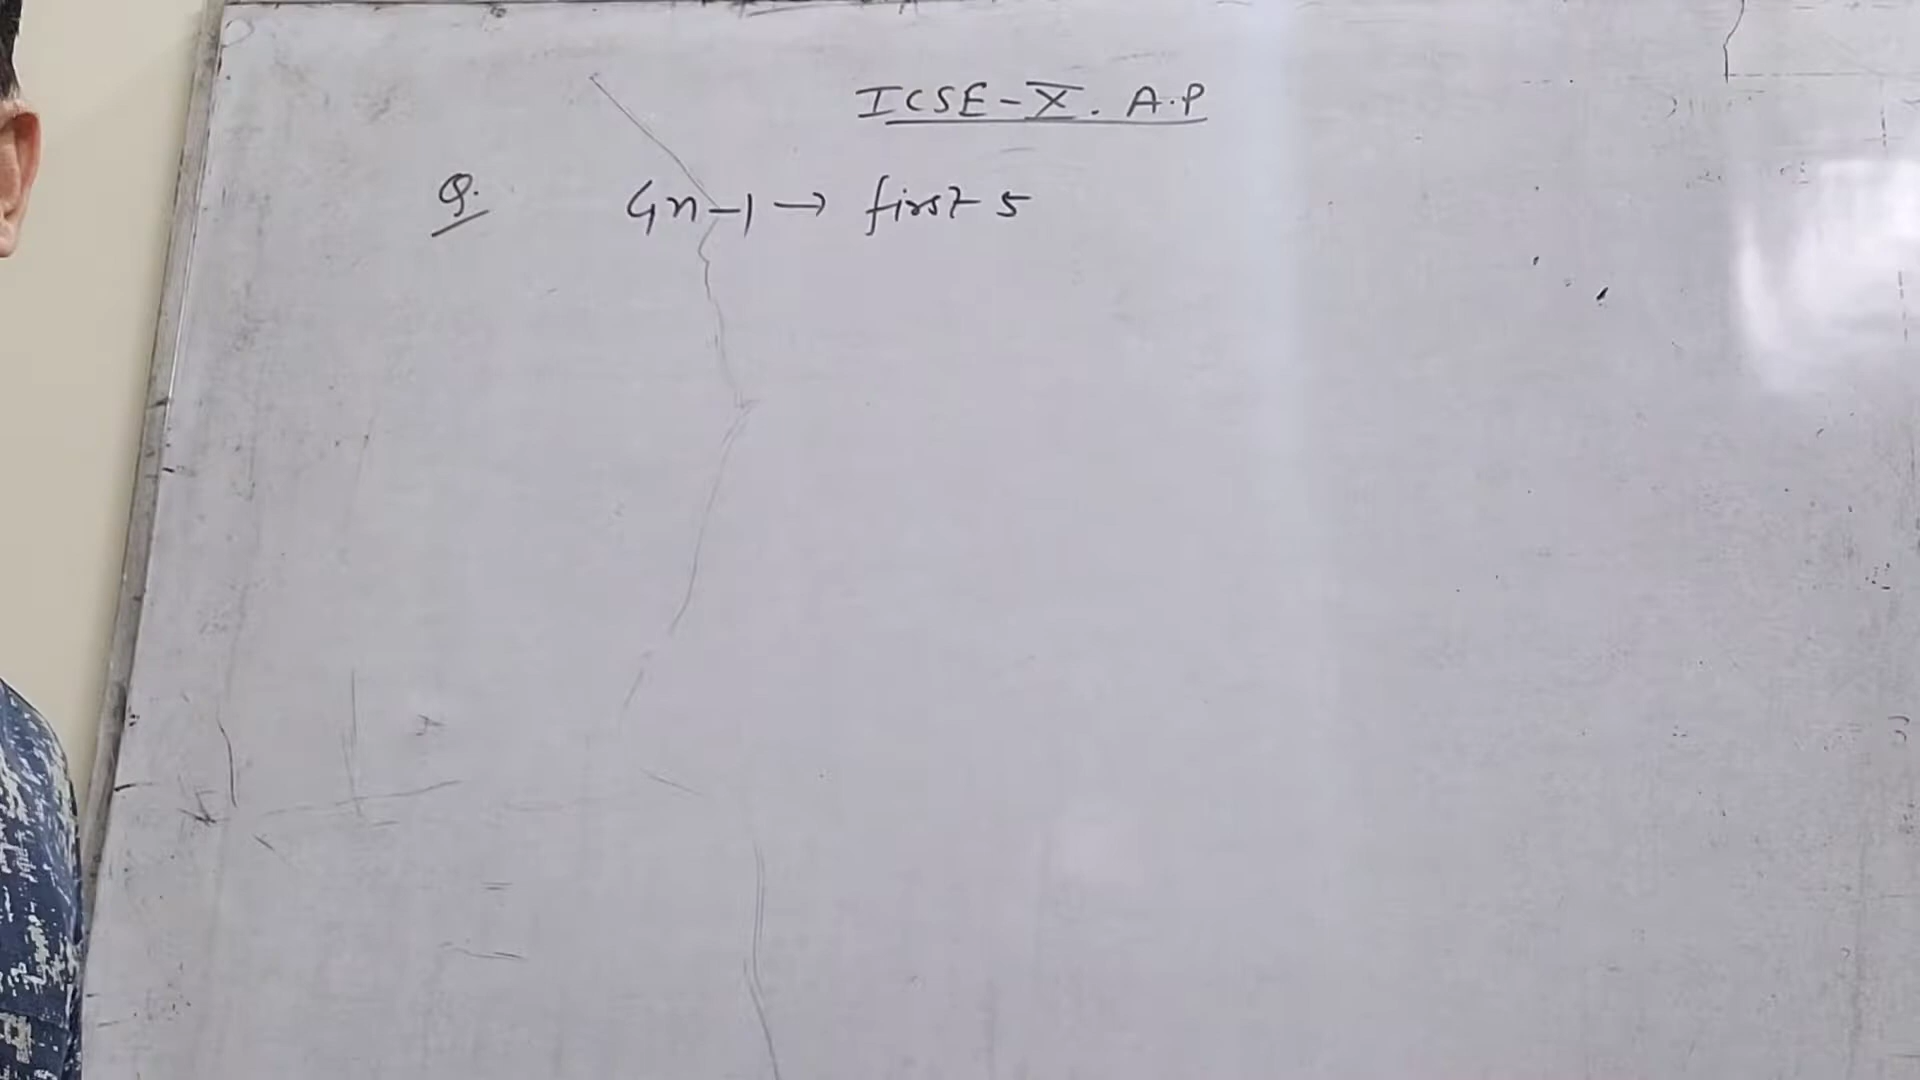 ICSE-X. A.P
Q. 4n-1 → first 5